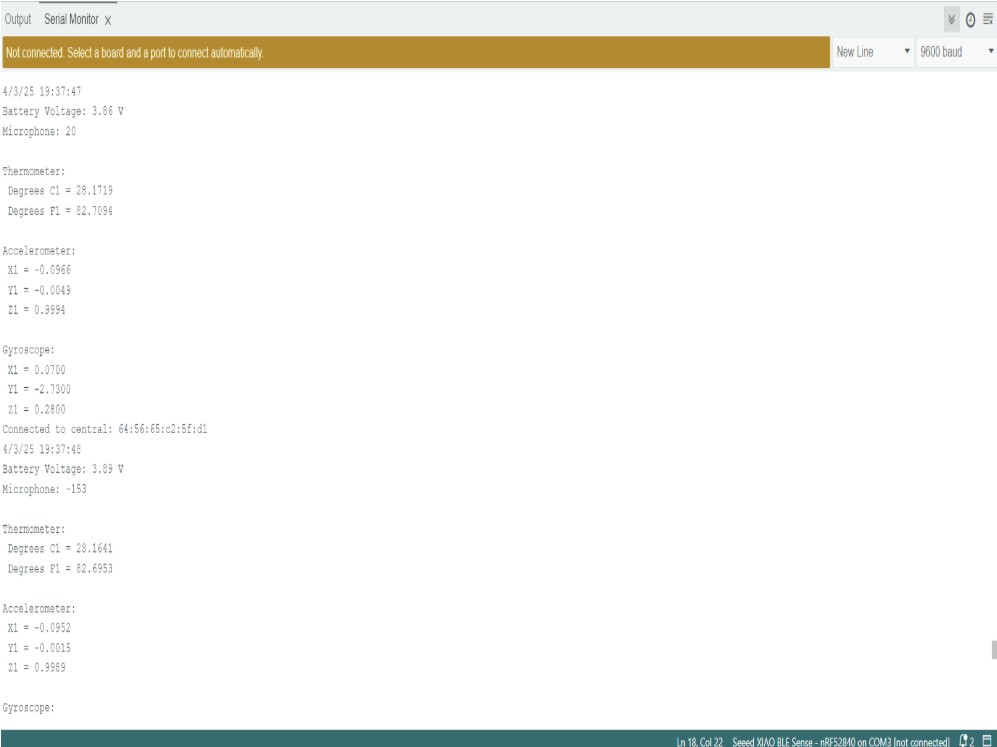 Output Serial Monitor x
Not connected. Select a board and a port to connect automatically.
New Line 9600 baud
4/3/25 19:37:47
Battery Voltage: 3.86 V
Microphone: 20
Thermometer:
Degrees C1 = 28.1719
Degrees F1 = 82.7094
Accelerometer:
X1 = -0.0966
Y1 = -0.0049
Z1 = 0.9994
Gyroscope:
X1 = 0.0700
Y1 = -2.7300
Z1 = 0.2800
Connected to central: 64:56:65:c2:5f:d1
4/3/25 19:37:48
Battery Voltage: 3.89 V
Microphone: -153
Thermometer:
Degrees C1 = 28.1641
Degrees F1 = 82.6953
Accelerometer:
X1 = -0.0952
Y1 = -0.0015
Z1 = 0.9989
Gyroscope:
Ln 18, Col 22 Seeed XIAO BLE Sense - nRF52840 on COM3 [not connected] 2